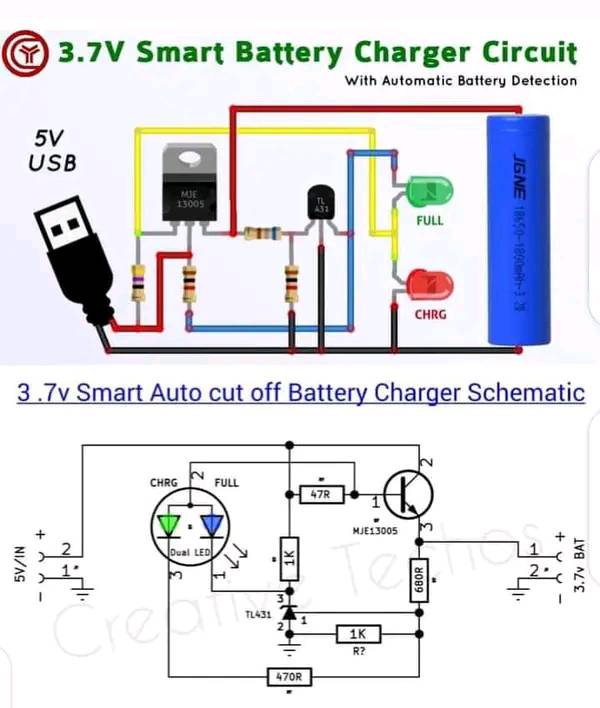 3.7V Smart Battery Charger Circuit
With Automatic Battery Detection
5V
USB
MJE
13005
TL
431
FULL
CHRG
JGNE 18650-1800mAh-3.2V
3 .7v Smart Auto cut off Battery Charger Schematic
CHRG
2
FULL
47R
1
2
MJE13005
3
5V/IN
+
2
1
-
Dual LED
3
1
1K
680R
+
1
2
-
3.7v BAT
TL431
3
2
1
1K
R?
470R
Creative Techos